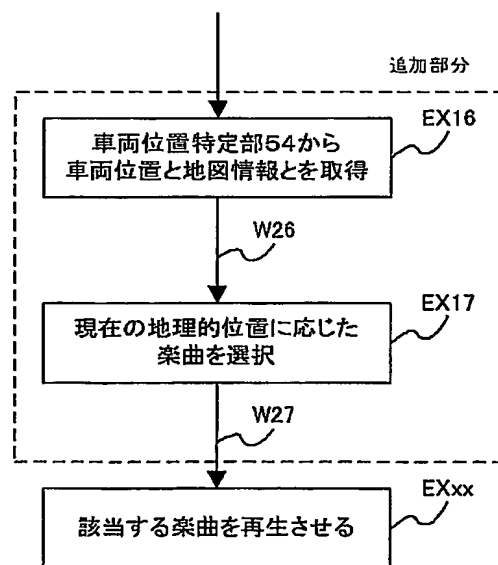 追加部分
EX16
車両位置特定部54から
車両位置と地図情報とを取得
W26
EX17
現在の地理的位置に応じた
楽曲を選択
W27
EXxx
該当する楽曲を再生させる